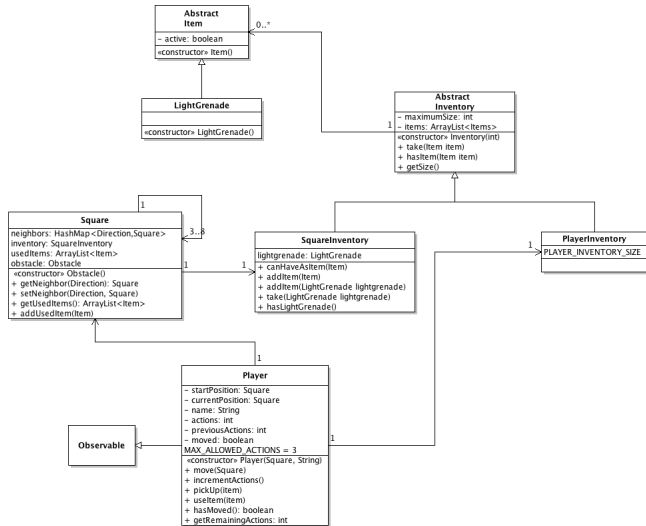 Abstract
Item
– active: boolean
«constructor» Item()
0..*
LightGrenade
«constructor» LightGrenade()
Abstract
Inventory
– maximumSize: int
– items: ArrayList<Items>
«constructor» Inventory(int)
+ take(Item item)
+ hasItem(Item item)
+ getSize()
1
1
3..8
Square
neighbors: HashMap<Direction,Square>
inventory: SquareInventory
usedItems: ArrayList<Item>
obstacle: Obstacle
«constructor» Obstacle()
+ getNeighbor(Direction): Square
+ setNeighbor(Direction, Square)
+ getUsedItems(): ArrayList<Item>
+ addUsedItem(Item)
1
1
SquareInventory
lightgrenade: LightGrenade
+ canHaveAsItem(Item)
+ addItem(Item)
+ addItem(LightGrenade lightgrenade)
+ take(LightGrenade lightgrenade)
+ hasLightGrenade()
1
PlayerInventory
PLAYER_INVENTORY_SIZE
1
Player
– startPosition: Square
– currentPosition: Square
– name: String
– actions: int
– previousActions: int
– moved: boolean
MAX_ALLOWED_ACTIONS = 3
«constructor» Player(Square, String)
+ move(Square)
+ incrementActions()
+ pickUp(item)
+ useItem(item)
+ hasMoved(): boolean
+ getRemainingActions: int
1
Observable